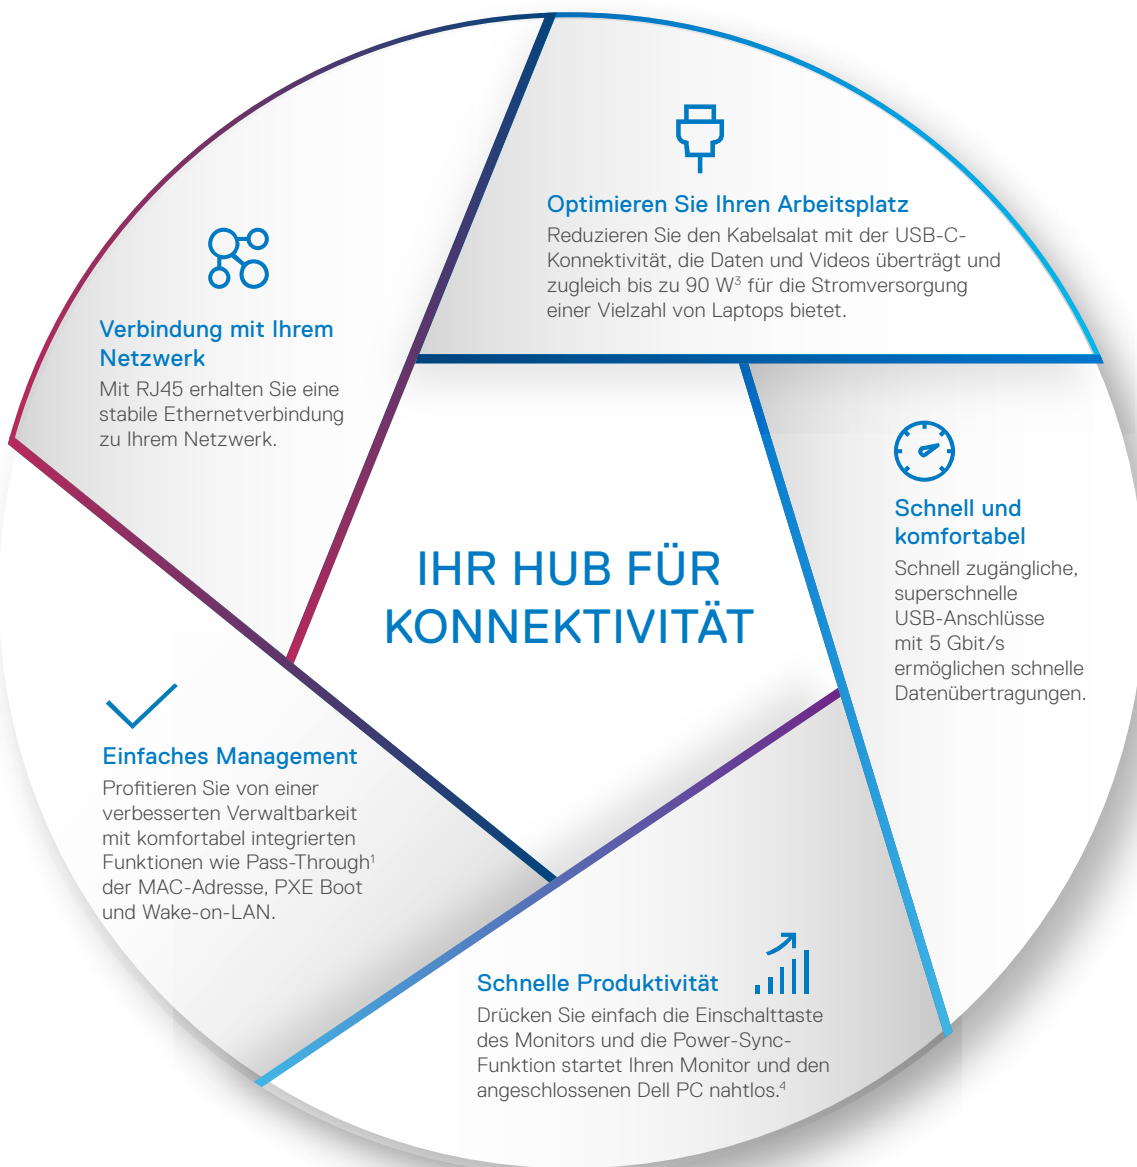 Optimieren Sie Ihren Arbeitsplatz
Reduzieren Sie den Kabelsalat mit der USB-C-
Konnektivität, die Daten und Videos überträgt und
zugleich bis zu 90 W³ für die Stromversorgung
einer Vielzahl von Laptops bietet.
Verbindung mit Ihrem
Netzwerk
Mit RJ45 erhalten Sie eine
stabile Ethernetverbindung
zu Ihrem Netzwerk.
Schnell und
komfortabel
Schnell zugängliche,
superschnelle
USB-Anschlüsse
mit 5 Gbit/s
ermöglichen schnelle
Datenübertragungen.
IHR HUB FÜR
KONNEKTIVITÄT
Einfaches Management
Profitieren Sie von einer
verbesserten Verwaltbarkeit
mit komfortabel integrierten
Funktionen wie Pass-Through¹
der MAC-Adresse, PXE Boot
und Wake-on-LAN.
Schnelle Produktivität
Drücken Sie einfach die Einschalttaste
des Monitors und die Power-Sync-
Funktion startet Ihren Monitor und den
angeschlossenen Dell PC nahtlos.⁴